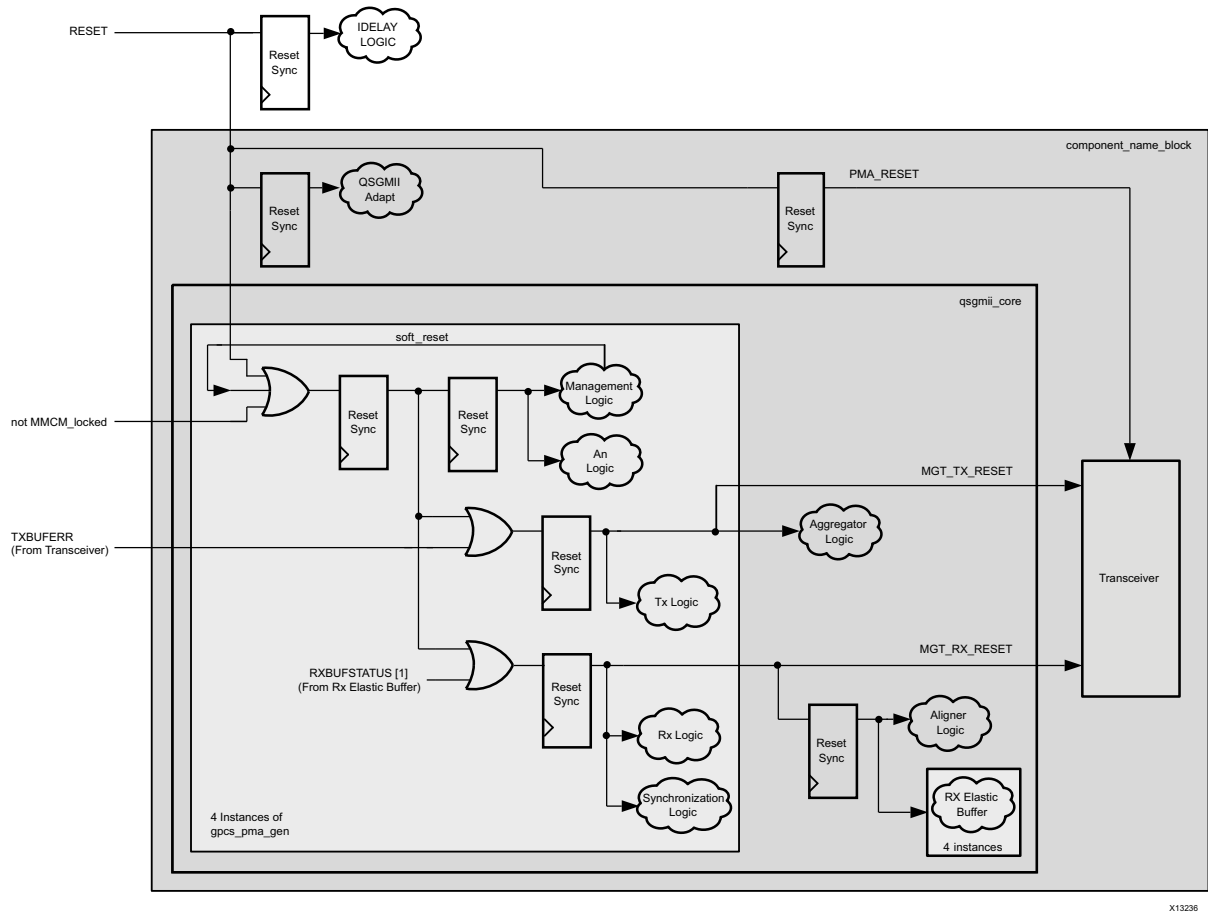 RESET
Reset
Sync
IDELAY
LOGIC
component_name_block
Reset
Sync
QSGMII
Adapt
Reset
Sync
PMA_RESET
qsgmii_core
soft_reset
not MMCM_locked
Reset
Sync
Reset
Sync
Management
Logic
An
Logic
MGT_TX_RESET
TXBUFERR
(From Transceiver)
Reset
Sync
Aggregator
Logic
Tx Logic
Transceiver
RXBUFSTATUS [1]
(From Rx Elastic Buffer)
Reset
Sync
MGT_RX_RESET
Rx Logic
Synchronization
Logic
Reset
Sync
Aligner
Logic
RX Elastic
Buffer
4 instances
4 Instances of
gpcs_pma_gen
X13236